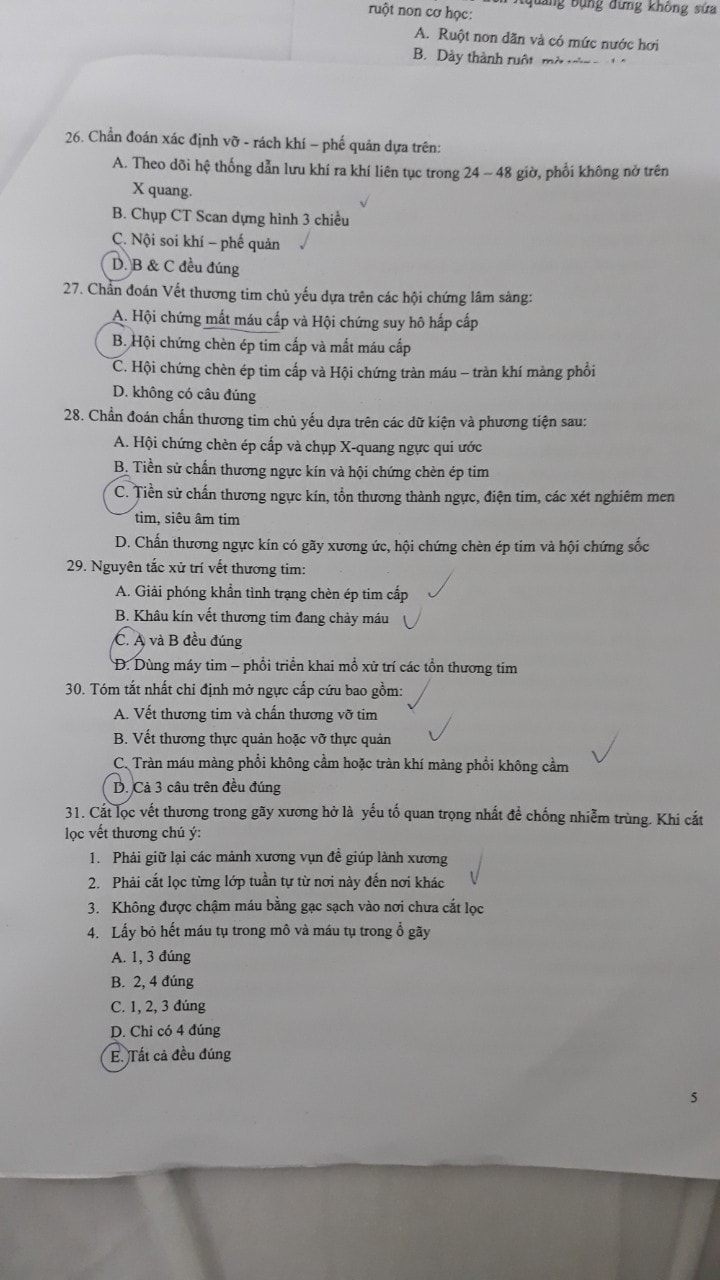 Xquang bụng đứng không sửa
ruột non cơ học:
A. Ruột non dãn và có mức nước hơi
B. Dày thành ruột
26. Chẩn đoán xác định vỡ - rách khí – phế quản dựa trên:
A. Theo dõi hệ thống dẫn lưu khí ra khí liên tục trong 24 – 48 giờ, phổi không nở trên
X quang.
B. Chụp CT Scan dựng hình 3 chiều
C. Nội soi khí – phế quản
D. B & C đều đúng
27. Chẩn đoán Vết thương tim chủ yếu dựa trên các hội chứng lâm sàng:
A. Hội chứng mất máu cấp và Hội chứng suy hô hấp cấp
B. Hội chứng chèn ép tim cấp và mất máu cấp
C. Hội chứng chèn ép tim cấp và Hội chứng tràn máu – tràn khí màng phổi
D. không có câu đúng
28. Chẩn đoán chấn thương tim chủ yếu dựa trên các dữ kiện và phương tiện sau:
A. Hội chứng chèn ép cấp và chụp X-quang ngực qui ước
B. Tiền sử chấn thương ngực kín và hội chứng chèn ép tim
C. Tiền sử chấn thương ngực kín, tổn thương thành ngực, điện tim, các xét nghiêm men
tim, siêu âm tim
D. Chấn thương ngực kín có gãy xương ức, hội chứng chèn ép tim và hội chứng sốc
29. Nguyên tắc xử trí vết thương tim:
A. Giải phóng khẩn tình trạng chèn ép tim cấp
B. Khâu kín vết thương tim đang chảy máu
C. A và B đều đúng
D. Dùng máy tim – phổi triển khai mổ xử trí các tổn thương tim
30. Tóm tắt nhất chỉ định mở ngực cấp cứu bao gồm:
A. Vết thương tim và chấn thương vỡ tim
B. Vết thương thực quản hoặc vỡ thực quản
C. Tràn máu màng phổi không cầm hoặc tràn khí màng phổi không cầm
D. Cả 3 câu trên đều đúng
31. Cắt lọc vết thương trong gãy xương hở là yếu tố quan trọng nhất để chống nhiễm trùng. Khi cắt
lọc vết thương chú ý:
1. Phải giữ lại các mảnh xương vụn để giúp lành xương
2. Phải cắt lọc từng lớp tuần tự từ nơi này đến nơi khác
3. Không được chậm máu bằng gạc sạch vào nơi chưa cắt lọc
4. Lấy bỏ hết máu tụ trong mô và máu tụ trong ổ gãy
A. 1, 3 đúng
B. 2, 4 đúng
C. 1, 2, 3 đúng
D. Chỉ có 4 đúng
E. Tất cả đều đúng
5